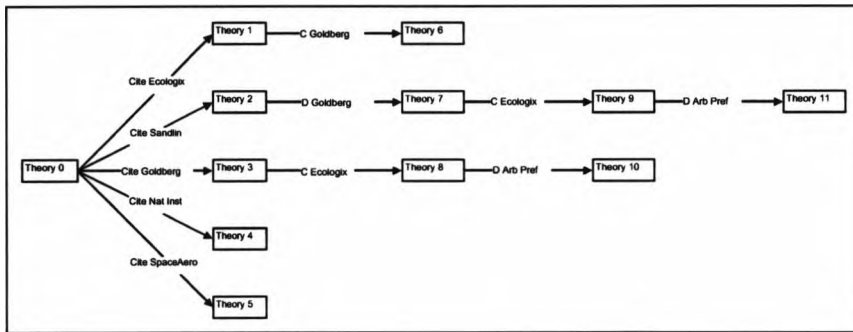 Theory 1
C Goldberg
Theory 6
Cite Ecologix
Theory 2
D Goldberg
Theory 7
C Ecologix
Theory 9
D Arb Pref
Theory 11
Cite Sandlin
Theory 0
Cite Goldberg
Theory 3
C Ecologix
Theory 8
D Arb Pref
Theory 10
Cite Nat Inst
Theory 4
Cite SpaceAero
Theory 5